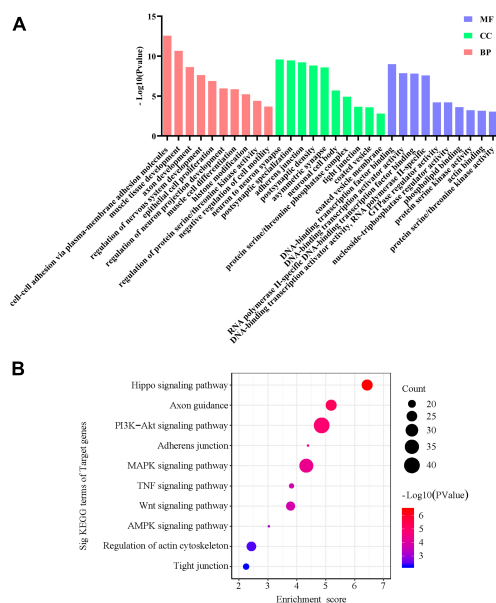 A
- Log10(Pvalue)
15
10
5
0
MF
CC
BP
cell-cell adhesion via plasma-membrane adhesion molecules
muscle tissue development
axon development
regulation of nervous system development
epithelial cell proliferation
regulation of neuron projection development
muscle cell differentiation
histone modification
regulation of protein serine/threonine kinase activity
negative regulation of cell motility
neuron to neuron synapse
postsynaptic specialization
adherens junction
postsynaptic density
asymmetric synapse
neuronal cell body
protein serine/threonine phosphatase complex
tight junction
coated vesicle
coated vesicle membrane
DNA-binding transcription factor binding
DNA-binding transcription activator activity
RNA polymerase II-specific DNA-binding transcription factor binding
DNA-binding transcription activator activity, RNA polymerase II-specific
GTPase regulator activity
nucleoside-triphosphatase regulator activity
phospholipid binding
protein serine kinase activity
protein serine/threonine kinase activity
B
Sig KEGG terms of Target genes
Hippo signaling pathway
Axon guidance
PI3K-Akt signaling pathway
Adherens junction
MAPK signaling pathway
TNF signaling pathway
Wnt signaling pathway
AMPK signaling pathway
Regulation of actin cytoskeleton
Tight junction
2 3 4 5 6 7
Enrichment score
Count
20
25
30
35
40
-Log10(PValue)
6
5
4
3